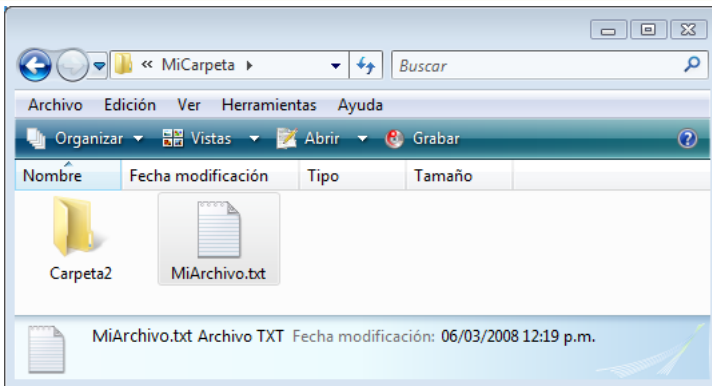 « MiCarpeta
Buscar
Archivo Edición Ver Herramientas Ayuda
Organizar Vistas Abrir Grabar
Nombre Fecha modificación Tipo Tamaño
Carpeta2 MiArchivo.txt
MiArchivo.txt Archivo TXT Fecha modificación: 06/03/2008 12:19 p.m.